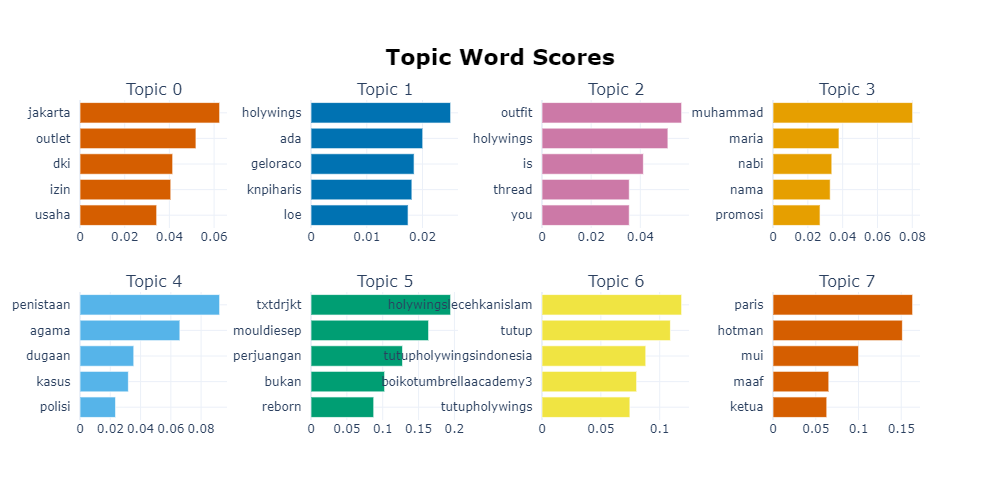 Topic Word Scores
Topic 0
jakarta
outlet
dki
izin
usaha
0 0.02 0.04 0.06
Topic 1
holywings
ada
geloraco
knpiharis
loe
0 0.01 0.02
Topic 2
outfit
holywings
is
thread
you
0 0.02 0.04
Topic 3
muhammad
maria
nabi
nama
promosi
0 0.02 0.04 0.06 0.08
Topic 4
penistaan
agama
dugaan
kasus
polisi
0 0.02 0.04 0.06 0.08
Topic 5
txtdrjkt
mouldiesep
perjuangan
bukan
reborn
0 0.05 0.1 0.15 0.2
Topic 6
holywingslecehkanislam
tutup
tutupholywingsindonesia
boikotumbrellaacademy3
tutupholywings
0 0.05 0.1
Topic 7
paris
hotman
mui
maaf
ketua
0 0.05 0.1 0.15